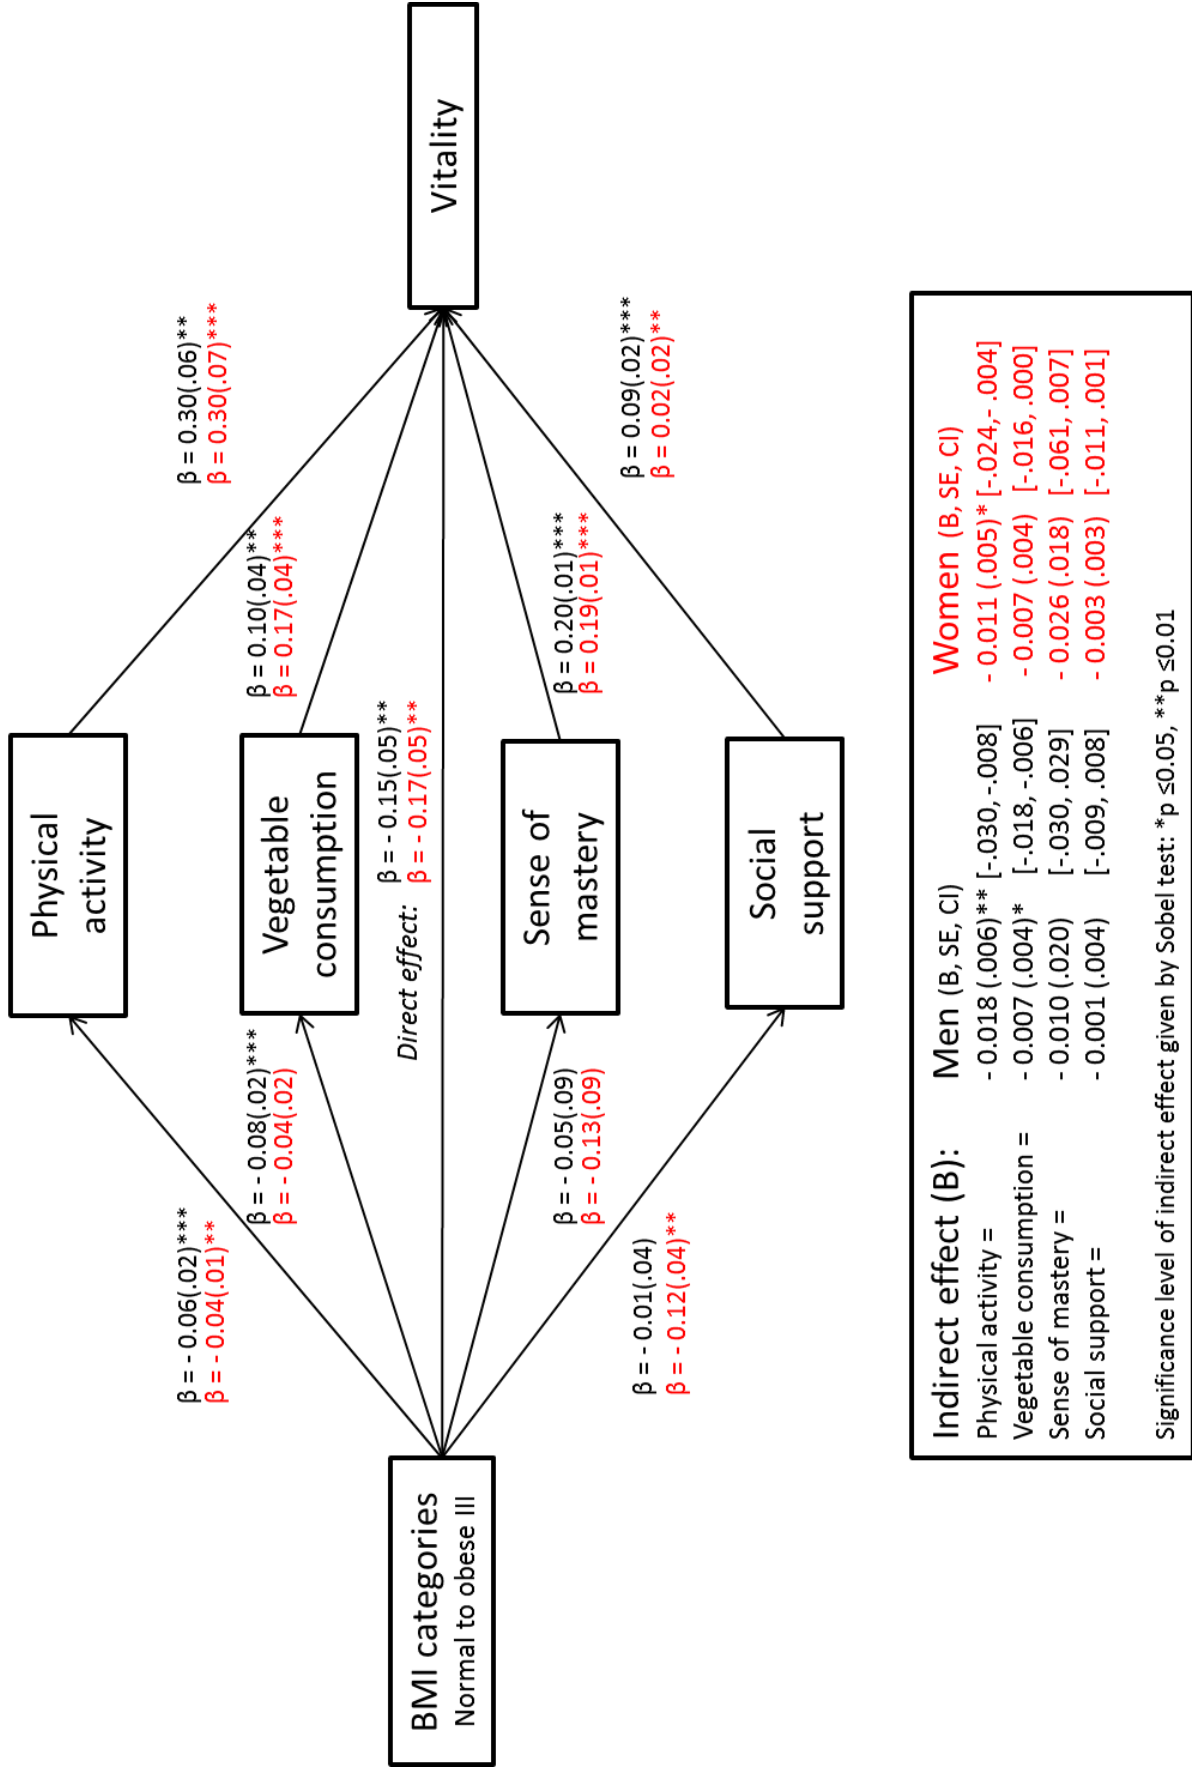 Physical
activity
β = - 0.06(.02)***
β = - 0.04(.01)**
β = 0.30(.06)**
β = 0.30(.07)***
Vegetable
consumption
β = - 0.08(.02)***
β = - 0.04(.02)
β = 0.10(.04)**
β = 0.17(.04)***
BMI categories
Normal to obese III
Direct effect:
β = - 0.15(.05)**
β = - 0.17(.05)**
Vitality
Sense of
mastery
β = - 0.05(.09)
β = - 0.13(.09)
β = 0.20(.01)***
β = 0.19(.01)***
Social
support
β = - 0.01(.04)
β = - 0.12(.04)**
β = 0.09(.02)***
β = 0.02(.02)**
Indirect effect (B): Men (B, SE, CI) Women (B, SE, CI)
Physical activity = - 0.018 (.006)** [-.030, -.008] - 0.011 (.005)* [-.024,- .004]
Vegetable consumption = - 0.007 (.004)* [-.018, -.006] - 0.007 (.004) [-.016, .000]
Sense of mastery = - 0.010 (.020) [-.030, .029] - 0.026 (.018) [-.061, .007]
Social support = - 0.001 (.004) [-.009, .008] - 0.003 (.003) [-.011, .001]
Significance level of indirect effect given by Sobel test: *p ≤0.05, **p ≤0.01